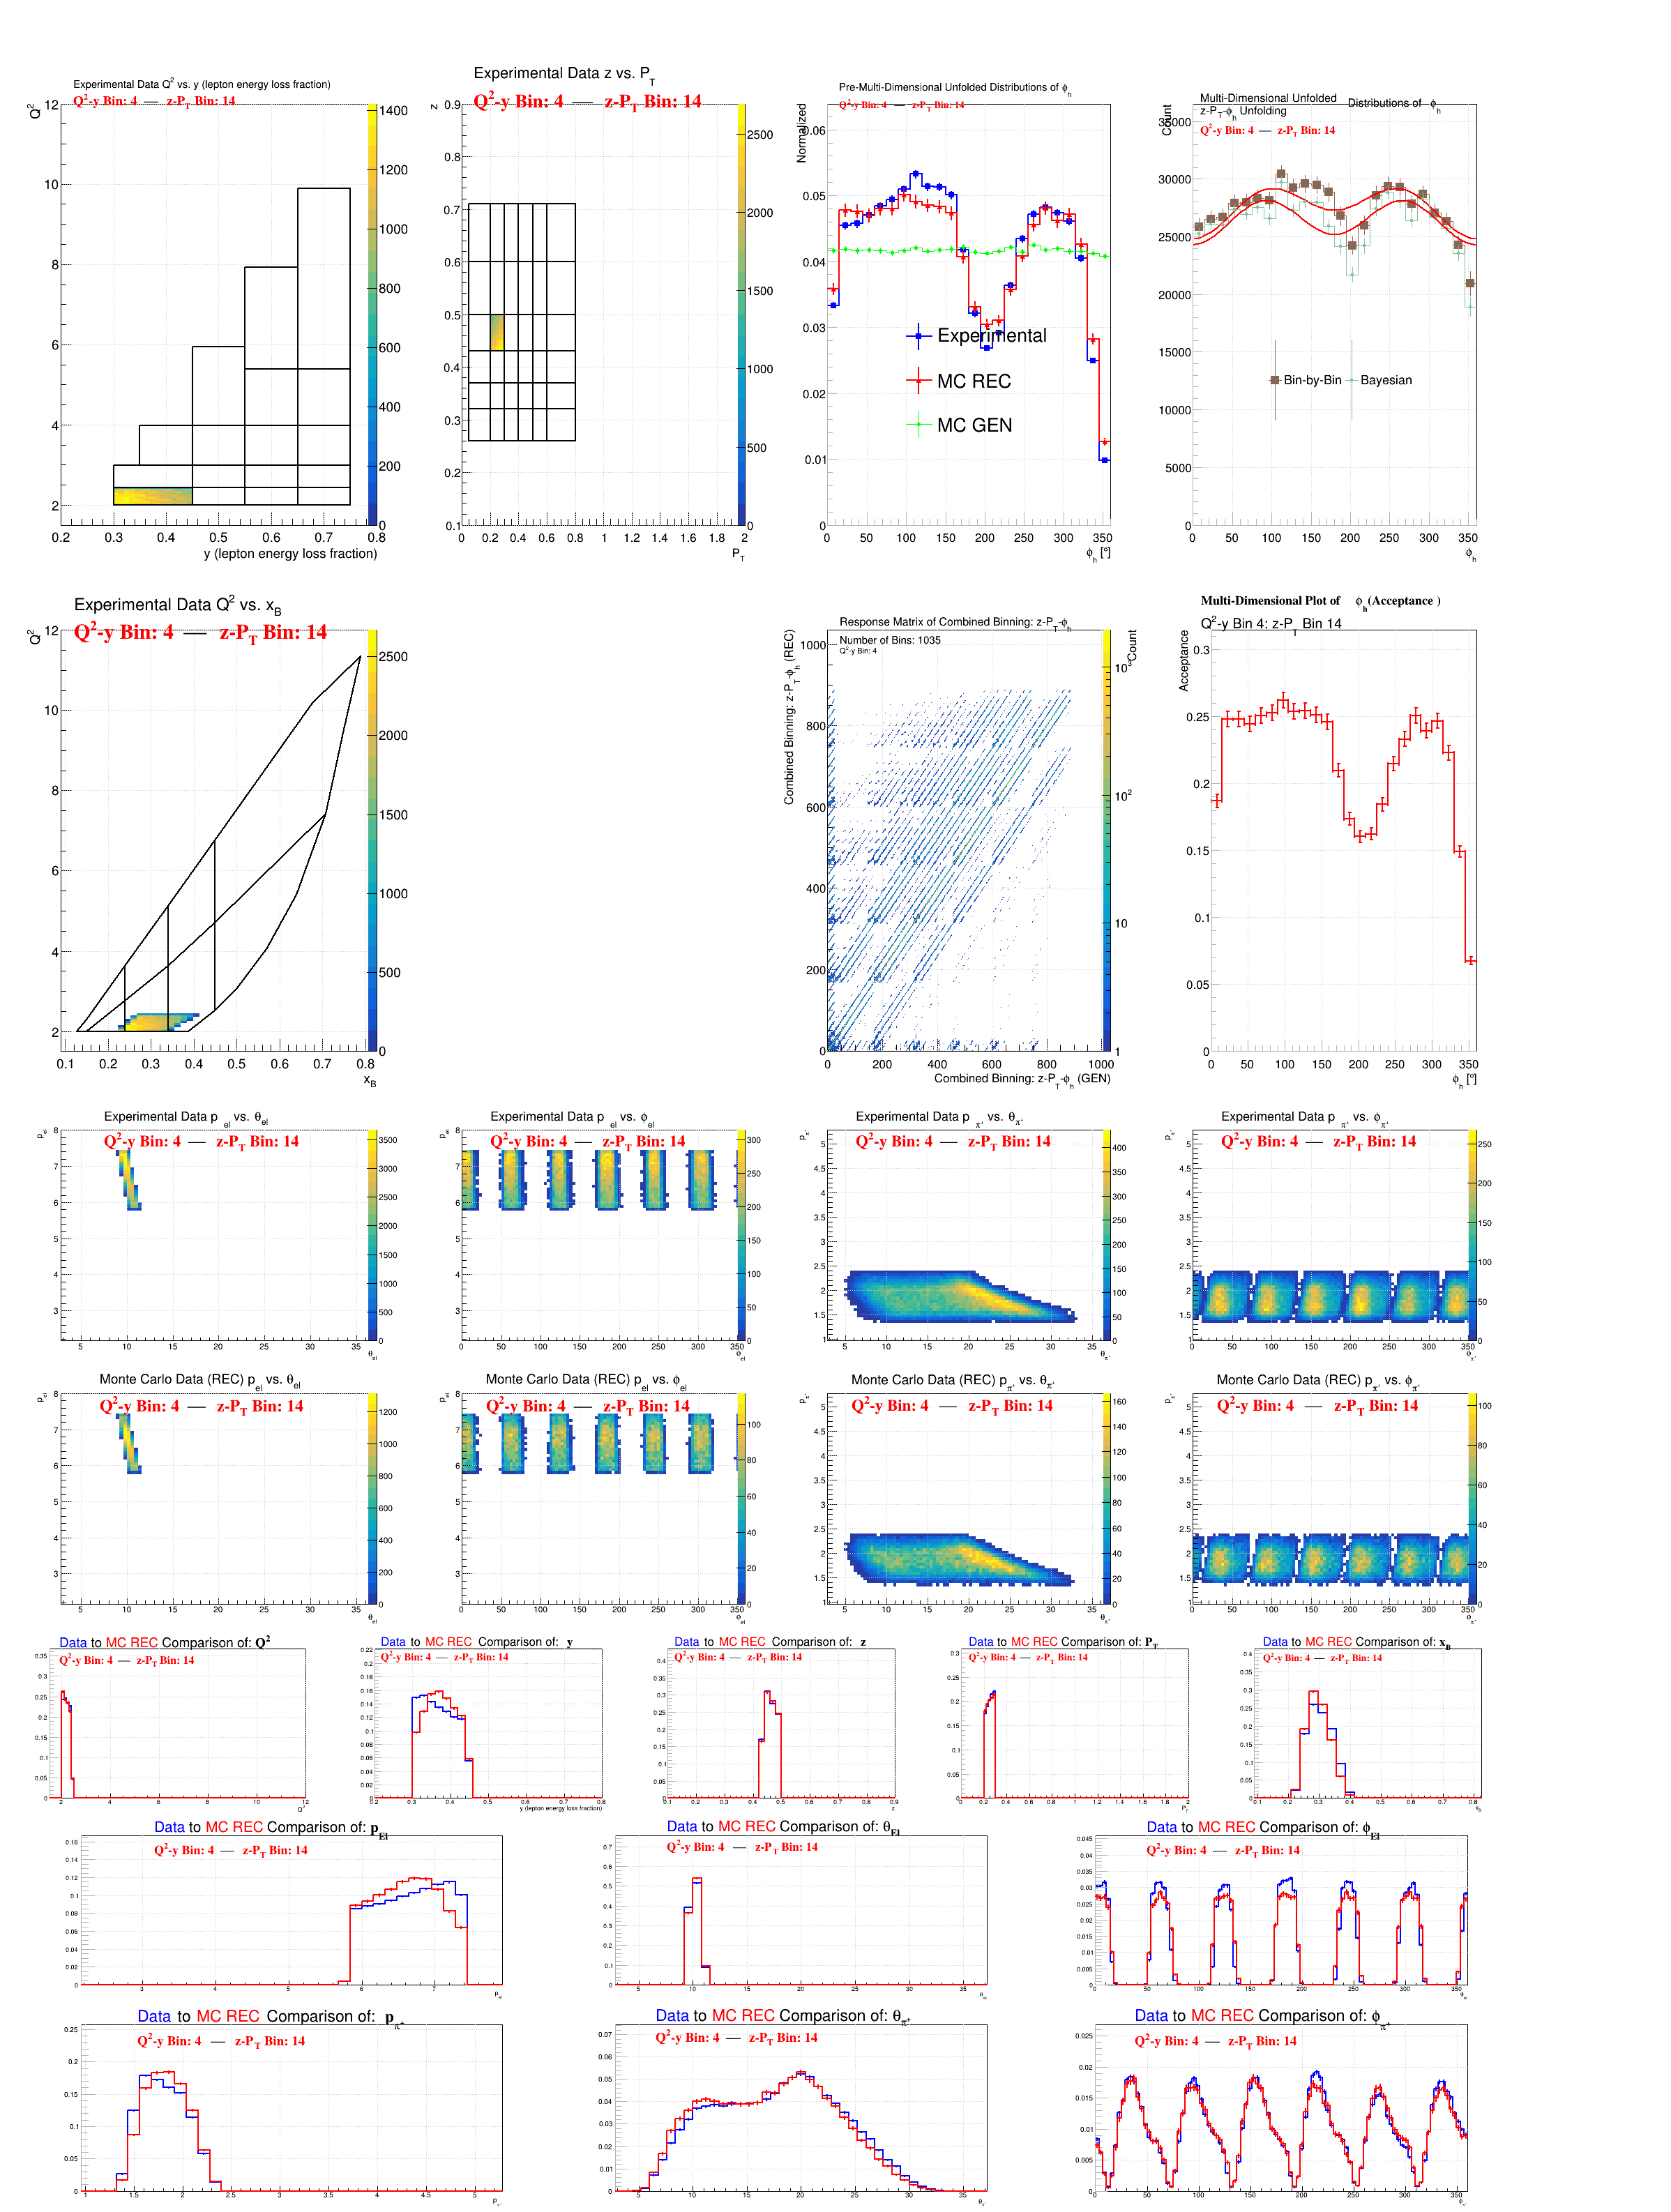 Experimental Data Q² vs. y (lepton energy loss fraction)
Q²-y Bin: 4 — z-P_T Bin: 14
Q²
y (lepton energy loss fraction)
Experimental Data z vs. P_T
Q²-y Bin: 4 — z-P_T Bin: 14
z
P_T
Pre-Multi-Dimensional Unfolded Distributions of ϕ_h
Q²-y Bin: 4 — z-P_T Bin: 14
Normalized
Experimental
MC REC
MC GEN
ϕ_h [°]
Multi-Dimensional Unfolded Distributions of ϕ_h
z-P_T-ϕ_h Unfolding
Q²-y Bin: 4 — z-P_T Bin: 14
Count
Bin-by-Bin
Bayesian
ϕ_h
Experimental Data Q² vs. x_B
Q²-y Bin: 4 — z-P_T Bin: 14
Q²
x_B
Response Matrix of Combined Binning: z-P_T-ϕ_h
Number of Bins: 1035
Q²-y Bin: 4
Combined Binning: z-P_T-ϕ_h (REC)
Count
Combined Binning: z-P_T-ϕ_h (GEN)
Multi-Dimensional Plot of ϕ_h (Acceptance )
Q²-y Bin 4: z-P_T Bin 14
Acceptance
ϕ_h [°]
Experimental Data p_el vs. θ_el
Q²-y Bin: 4 — z-P_T Bin: 14
Experimental Data p_el vs. ϕ_el
Q²-y Bin: 4 — z-P_T Bin: 14
Experimental Data p_π⁺ vs. θ_π⁺
Q²-y Bin: 4 — z-P_T Bin: 14
Experimental Data p_π⁺ vs. ϕ_π⁺
Q²-y Bin: 4 — z-P_T Bin: 14
Monte Carlo Data (REC) p_el vs. θ_el
Q²-y Bin: 4 — z-P_T Bin: 14
Monte Carlo Data (REC) p_el vs. ϕ_el
Q²-y Bin: 4 — z-P_T Bin: 14
Monte Carlo Data (REC) p_π⁺ vs. θ_π⁺
Q²-y Bin: 4 — z-P_T Bin: 14
Monte Carlo Data (REC) p_π⁺ vs. ϕ_π⁺
Q²-y Bin: 4 — z-P_T Bin: 14
Data to MC REC Comparison of: Q²
Q²-y Bin: 4 — z-P_T Bin: 14
Q²
Data to MC REC Comparison of: y
Q²-y Bin: 4 — z-P_T Bin: 14
y (lepton energy loss fraction)
Data to MC REC Comparison of: z
Q²-y Bin: 4 — z-P_T Bin: 14
z
Data to MC REC Comparison of: P_T
Q²-y Bin: 4 — z-P_T Bin: 14
P_T
Data to MC REC Comparison of: x_B
Q²-y Bin: 4 — z-P_T Bin: 14
x_B
Data to MC REC Comparison of: p_El
Q²-y Bin: 4 — z-P_T Bin: 14
Data to MC REC Comparison of: θ_El
Q²-y Bin: 4 — z-P_T Bin: 14
Data to MC REC Comparison of: ϕ_El
Q²-y Bin: 4 — z-P_T Bin: 14
Data to MC REC Comparison of: p_π⁺
Q²-y Bin: 4 — z-P_T Bin: 14
Data to MC REC Comparison of: θ_π⁺
Q²-y Bin: 4 — z-P_T Bin: 14
Data to MC REC Comparison of: ϕ_π⁺
Q²-y Bin: 4 — z-P_T Bin: 14